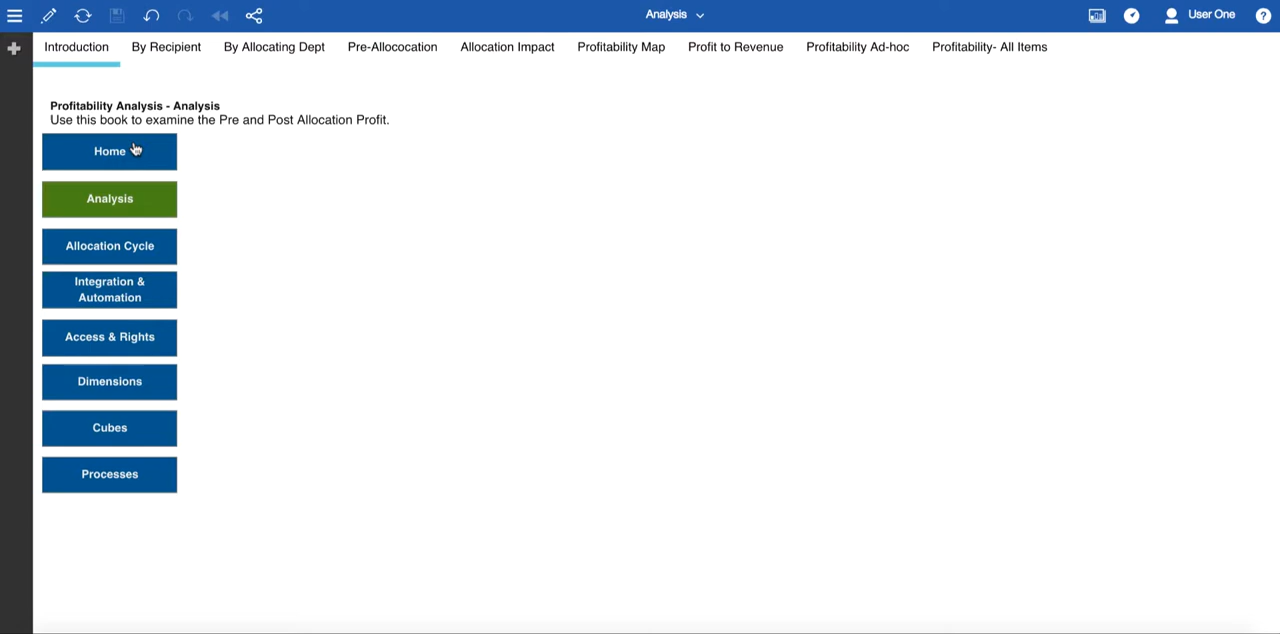 Analysis
User One
Introduction By Recipient By Allocating Dept Pre-Allococation Allocation Impact Profitability Map Profit to Revenue Profitability Ad-hoc Profitability- All Items
Profitability Analysis - Analysis
Use this book to examine the Pre and Post Allocation Profit.
Home
Analysis
Allocation Cycle
Integration &
Automation
Access & Rights
Dimensions
Cubes
Processes